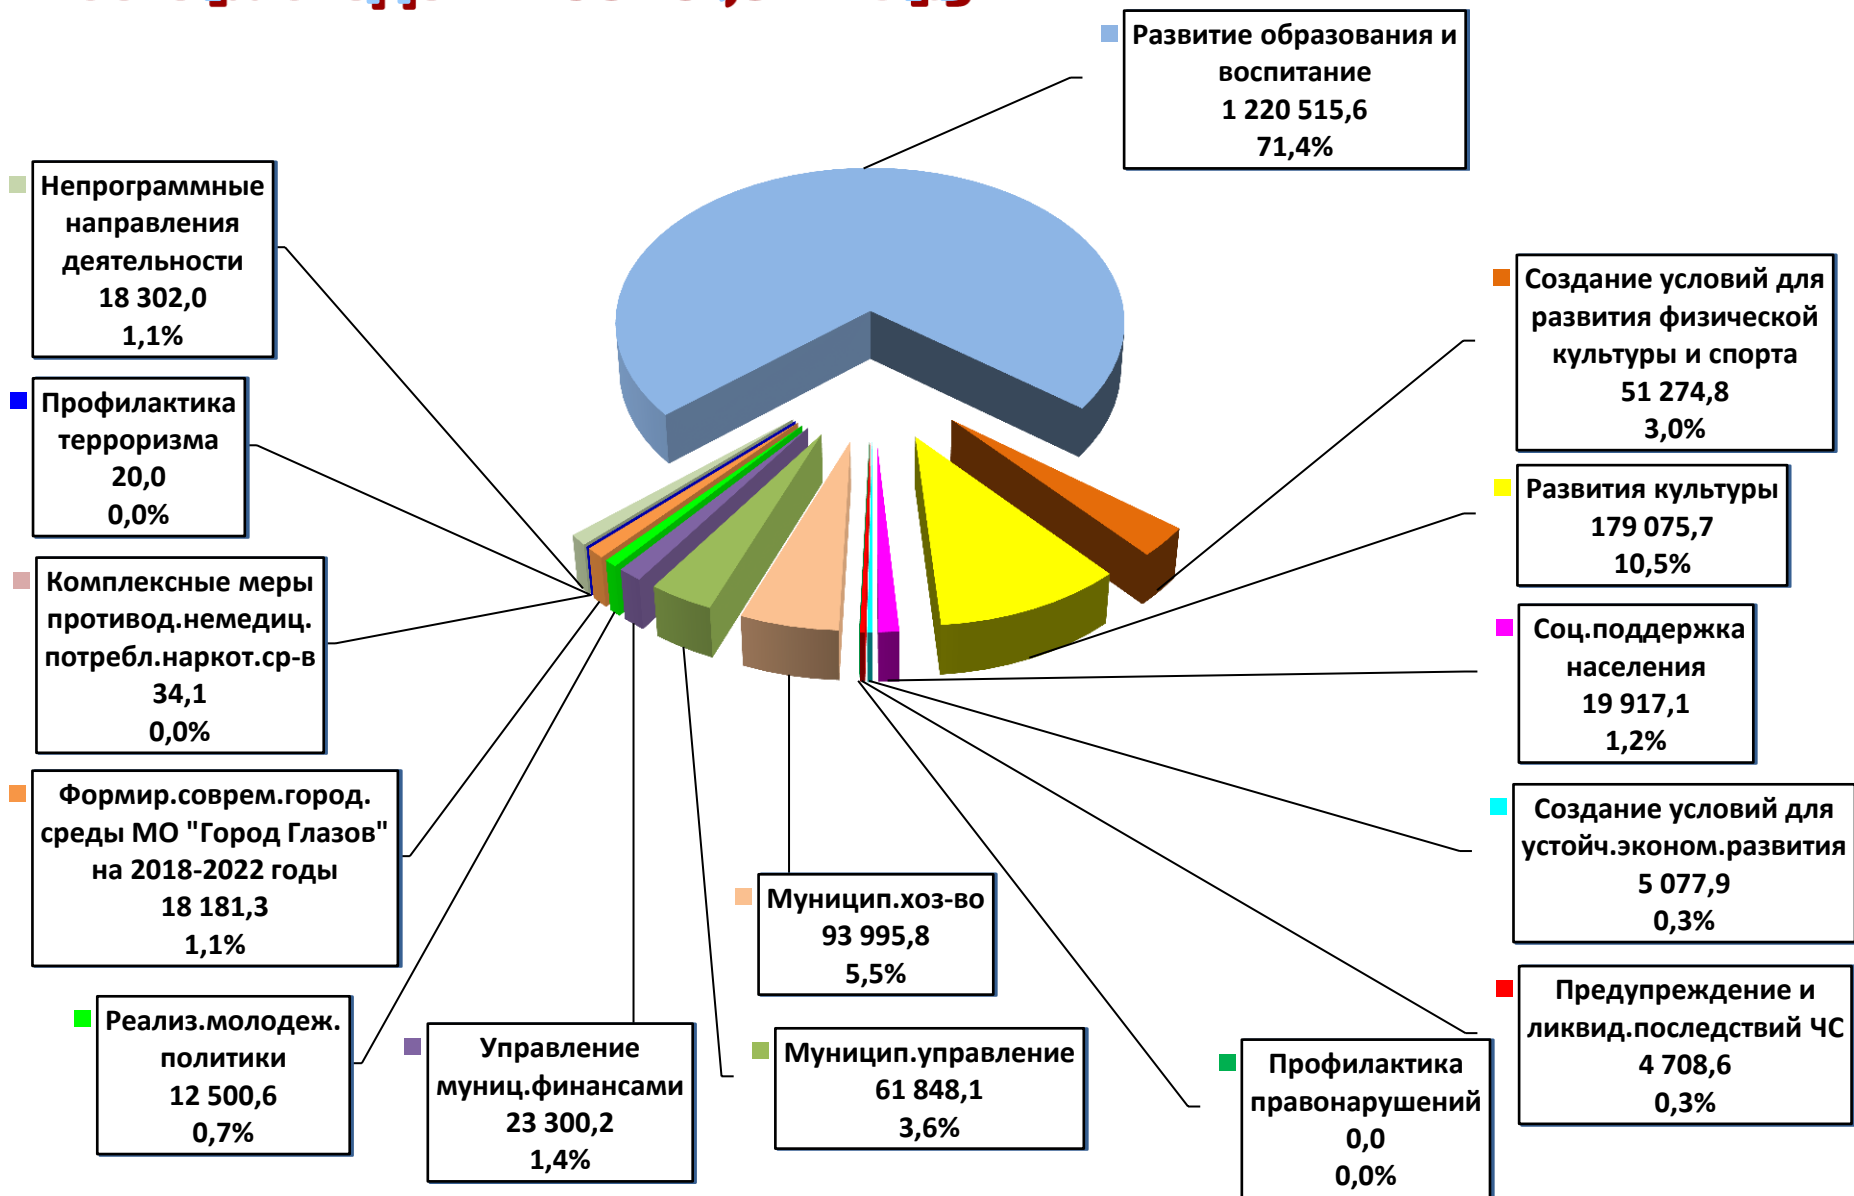 Развитие образования и
воспитание
1 220 515,6
71,4%
Непрограммные
направления
деятельности
18 302,0
1,1%
Создание условий для
развития физической
культуры и спорта
51 274,8
3,0%
Профилактика
терроризма
20,0
0,0%
Развития культуры
179 075,7
10,5%
Комплексные меры
противод.немедиц.
потребл.наркот.ср-в
34,1
0,0%
Соц.поддержка
населения
19 917,1
1,2%
Формир.соврем.город.
среды МО "Город Глазов"
на 2018-2022 годы
18 181,3
1,1%
Создание условий для
устойч.эконом.развития
5 077,9
0,3%
Муницип.хоз-во
93 995,8
5,5%
Предупреждение и
ликвид.последствий ЧС
4 708,6
0,3%
Реализ.молодеж.
политики
12 500,6
0,7%
Управление
муниц.финансами
23 300,2
1,4%
Муницип.управление
61 848,1
3,6%
Профилактика
правонарушений
0,0
0,0%